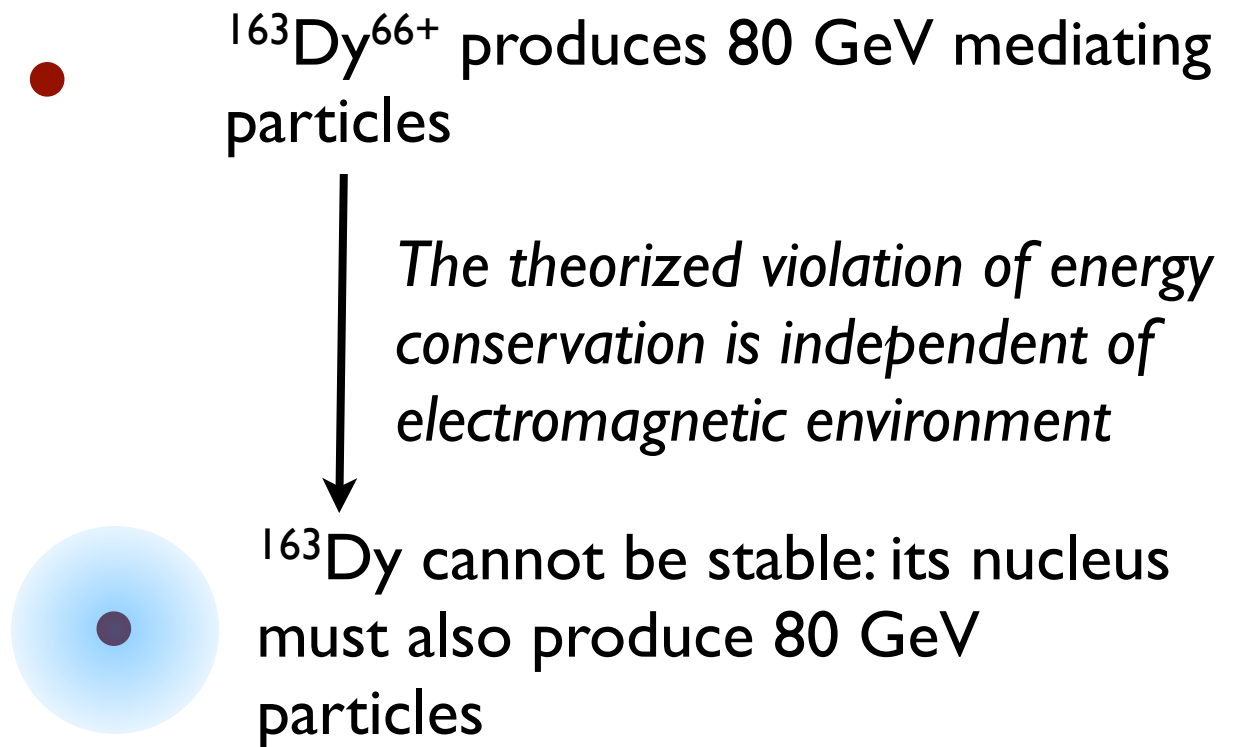 ¹⁶³Dy⁶⁶⁺ produces 80 GeV mediating
particles
The theorized violation of energy
conservation is independent of
electromagnetic environment
¹⁶³Dy cannot be stable: its nucleus
must also produce 80 GeV
particles